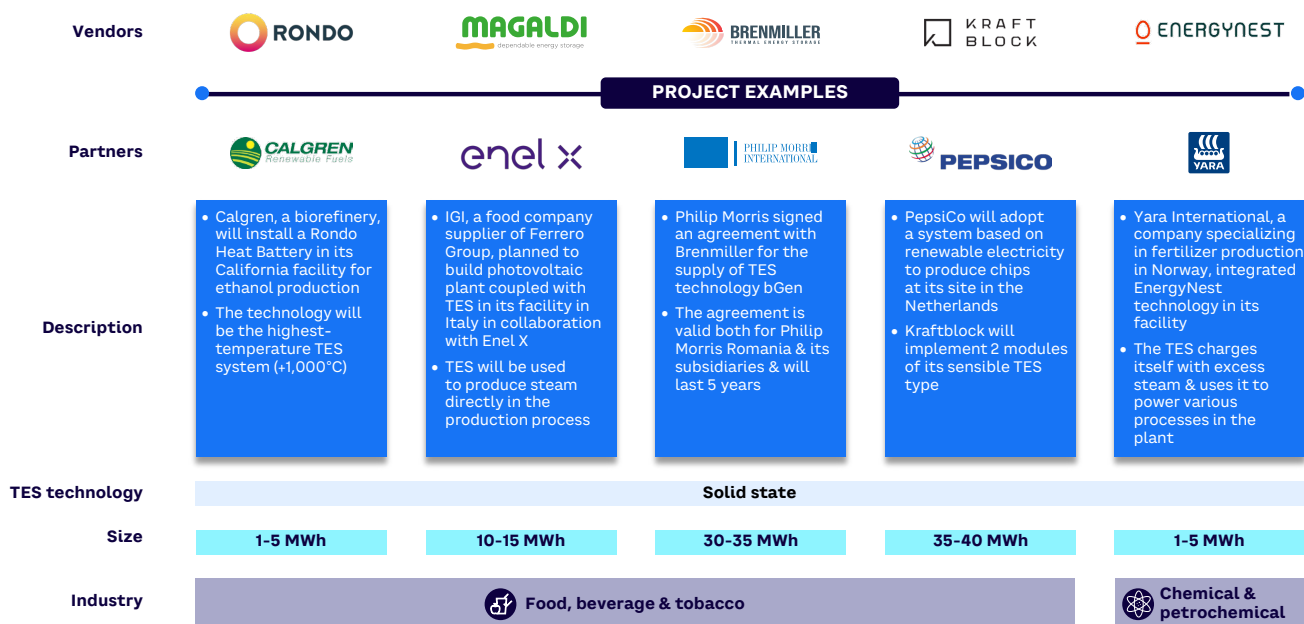 Vendors
RONDO
MAGALDI
dependable energy storage
BRENMILLER
THERMAL ENERGY STORAGE
KRAFT
BLOCK
ENERGYNEST
PROJECT EXAMPLES
Partners
CALGREN
Renewable Fuels
enel x
PHILIP MORRI
INTERNATIONAL
PEPSICO
YARA
Description
• Calgren, a biorefinery,
will install a Rondo
Heat Battery in its
California facility for
ethanol production
• The technology will
be the highest-
temperature TES
system (+1,000°C)
• IGI, a food company
supplier of Ferrero
Group, planned to
build photovoltaic
plant coupled with
TES in its facility in
Italy in collaboration
with Enel X
• TES will be used
to produce steam
directly in the
production process
• Philip Morris signed
an agreement with
Brenmiller for the
supply of TES
technology bGen
• The agreement is
valid both for Philip
Morris Romania & its
subsidiaries & will
last 5 years
• PepsiCo will adopt
a system based on
renewable electricity
to produce chips
at its site in the
Netherlands
• Kraftblock will
implement 2 modules
of its sensible TES
type
• Yara International, a
company specializing
in fertilizer production
in Norway, integrated
EnergyNest
technology in its
facility
• The TES charges
itself with excess
steam & uses it to
power various
processes in the
plant
TES technology
Solid state
Size
1-5 MWh
10-15 MWh
30-35 MWh
35-40 MWh
1-5 MWh
Industry
Food, beverage & tobacco
Chemical &
petrochemical